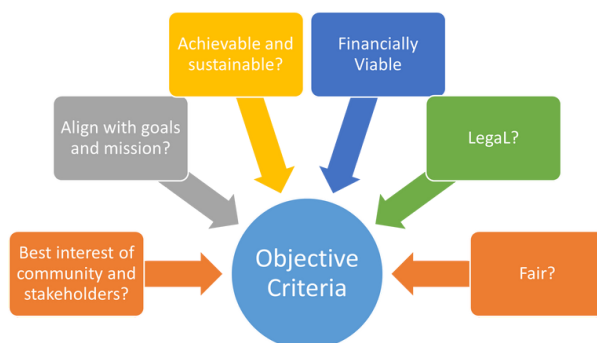 Achievable and
sustainable?
Financially
Viable
Align with goals
and mission?
LegaL?
Best interest of
community and
stakeholders?
Objective
Criteria
Fair?